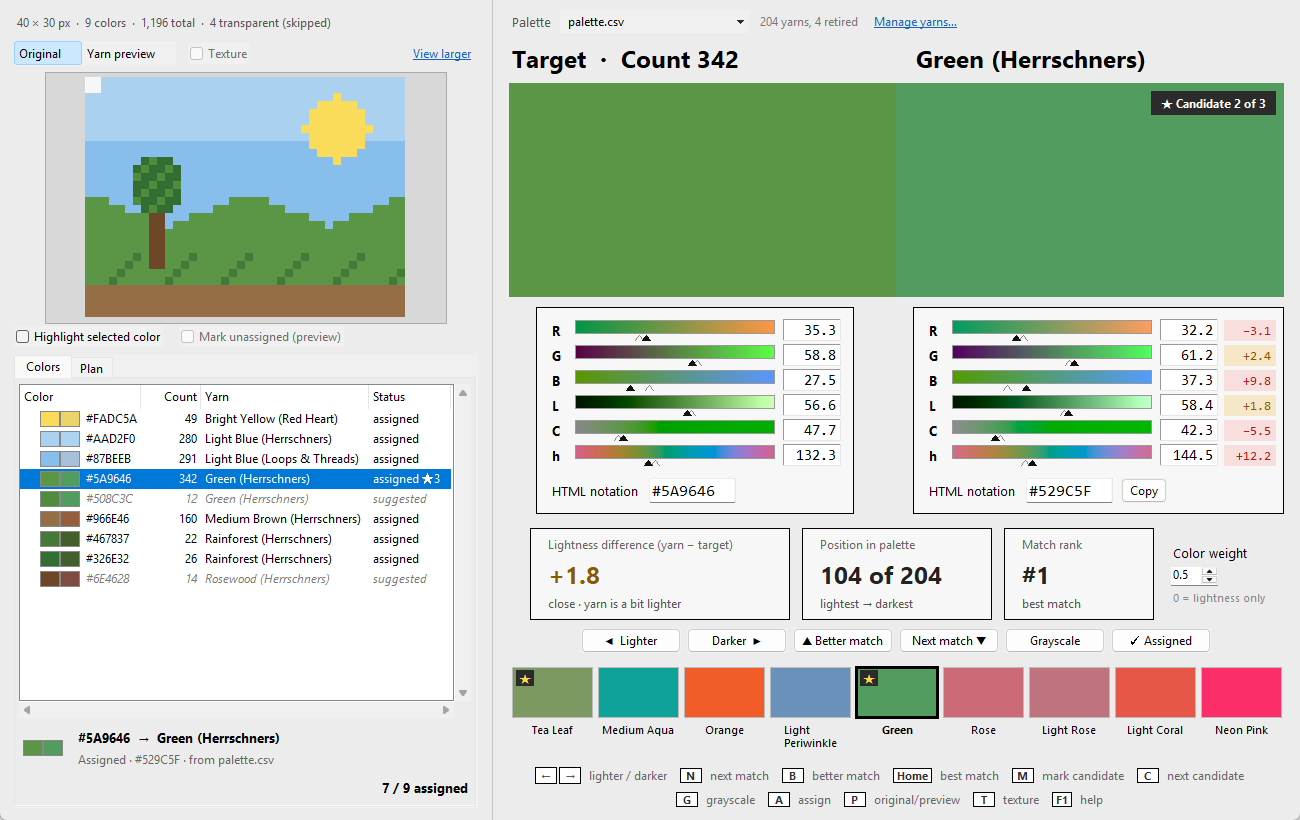 40 × 30 px · 9 colors · 1,196 total · 4 transparent (skipped)
Original Yarn preview Texture View larger
Highlight selected color Mark unassigned (preview)
Colors Plan
Color Count Yarn Status
#FADC5A 49 Bright Yellow (Red Heart) assigned
#AAD2F0 280 Light Blue (Herrschners) assigned
#87BEEB 291 Light Blue (Loops & Threads) assigned
#5A9646 342 Green (Herrschners) assigned ★3
#508C3C 12 Green (Herrschners) suggested
#966E46 160 Medium Brown (Herrschners) assigned
#467837 22 Rainforest (Herrschners) assigned
#326E32 26 Rainforest (Herrschners) assigned
#6E4628 14 Rosewood (Herrschners) suggested
#5A9646 → Green (Herrschners)
Assigned · #529C5F · from palette.csv
7 / 9 assigned
Palette palette.csv 204 yarns, 4 retired Manage yarns...
Target · Count 342 Green (Herrschners)
★ Candidate 2 of 3
R 35.3
G 58.8
B 27.5
L 56.6
C 47.7
h 132.3
HTML notation #5A9646
R 32.2 −3.1
G 61.2 +2.4
B 37.3 +9.8
L 58.4 +1.8
C 42.3 −5.5
h 144.5 +12.2
HTML notation #529C5F Copy
Lightness difference (yarn − target)
+1.8
close · yarn is a bit lighter
Position in palette
104 of 204
lightest → darkest
Match rank
#1
best match
Color weight
0.5
0 = lightness only
◄ Lighter Darker ► ▲ Better match Next match ▼ Grayscale ✓ Assigned
Tea Leaf Medium Aqua Orange Light Periwinkle Green Rose Light Rose Light Coral Neon Pink
← → lighter / darker N next match B better match Home best match M mark candidate C next candidate
G grayscale A assign P original/preview T texture F1 help